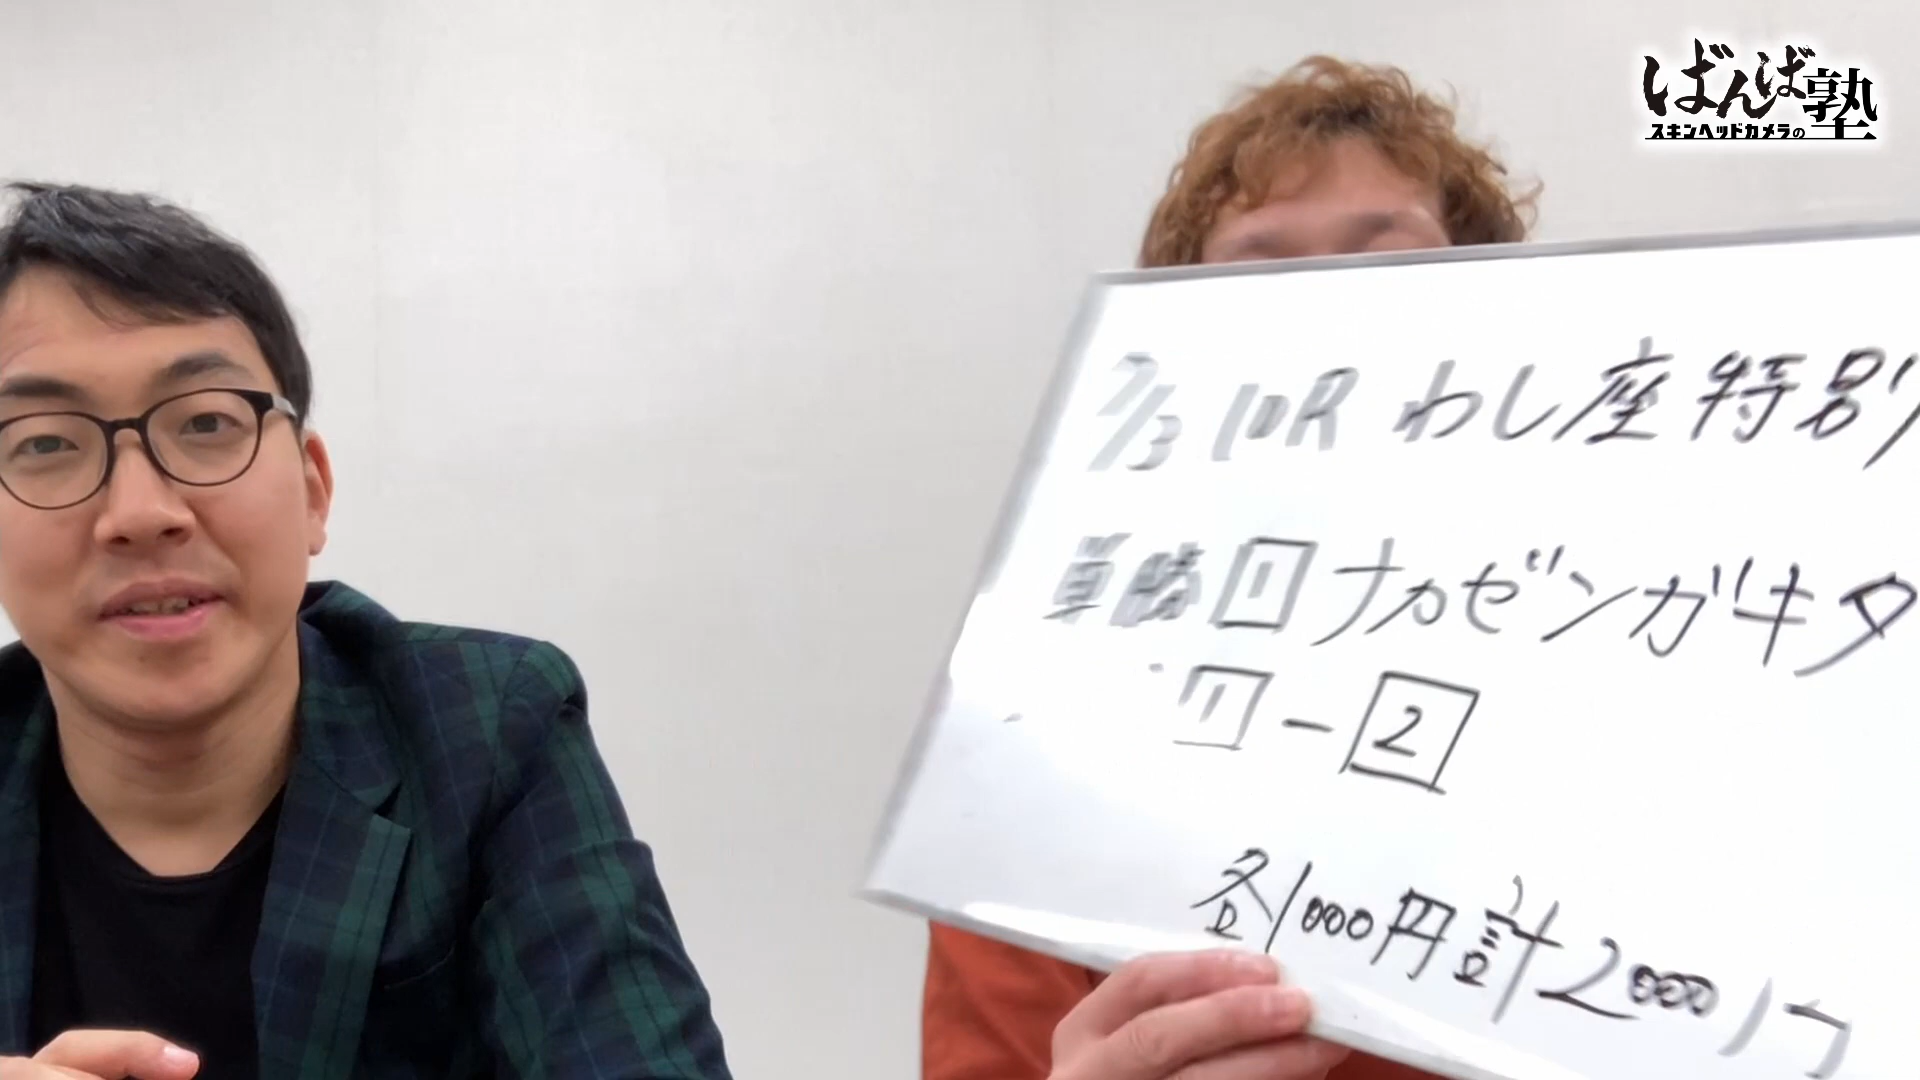 ばんば塾
スキンヘッドカメラの
7/3 10R わし座特別
単勝 1 ナカゼンガキタ
1-2
各1000円計2000円